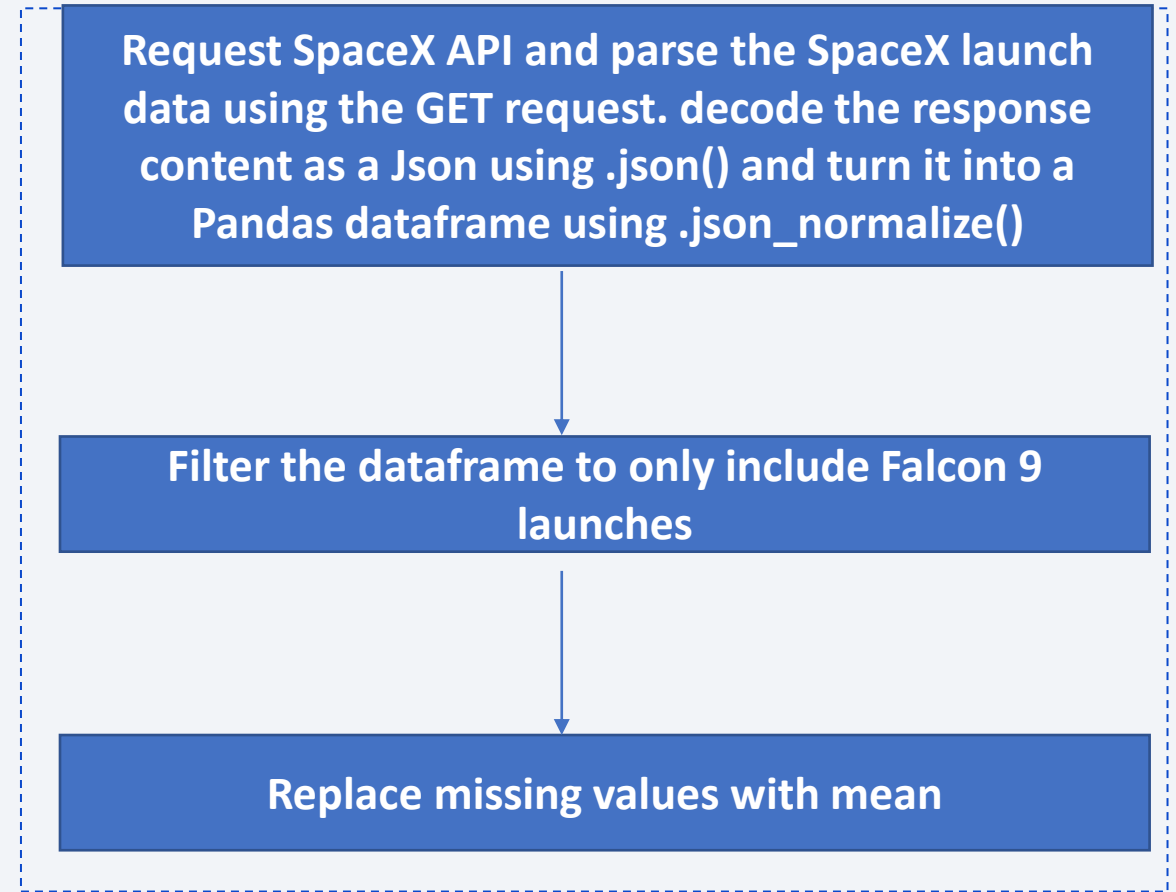 Request SpaceX API and parse the SpaceX launch
data using the GET request. decode the response
content as a Json using .json() and turn it into a
Pandas dataframe using .json_normalize()
Filter the dataframe to only include Falcon 9
launches
Replace missing values with mean